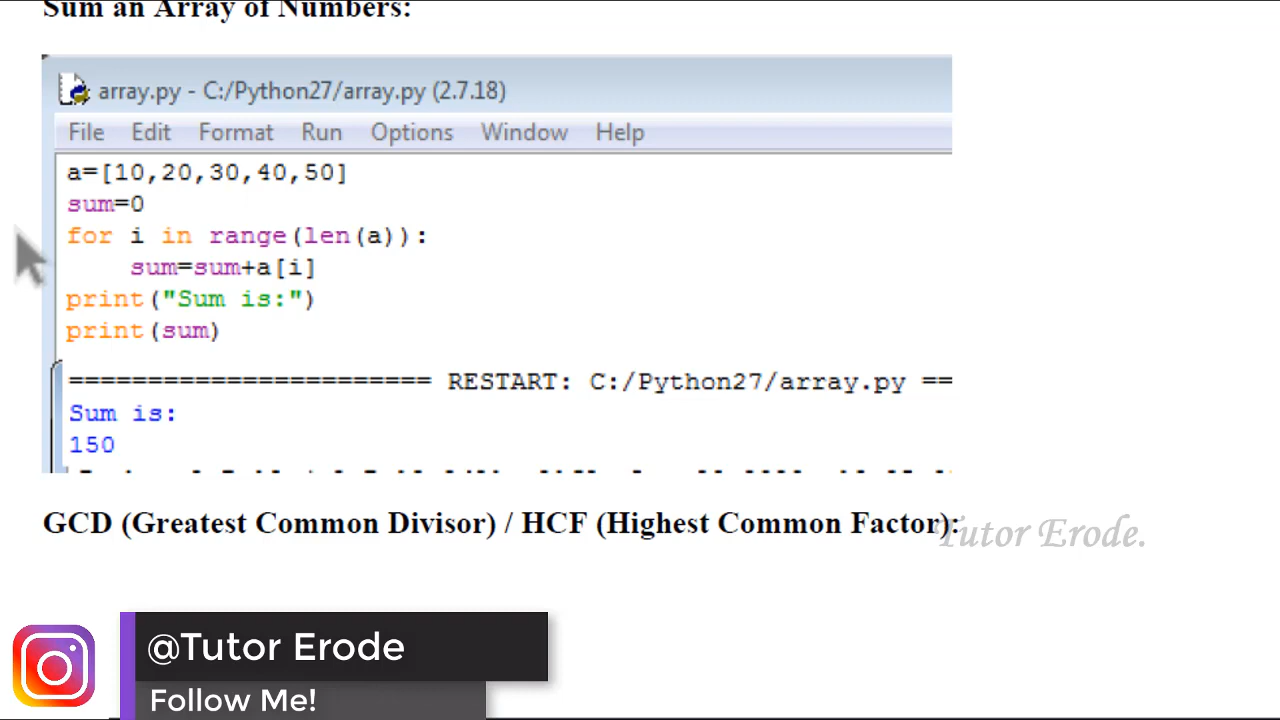 Sum an Array of Numbers:
array.py - C:/Python27/array.py (2.7.18)
File Edit Format Run Options Window Help
a=[10,20,30,40,50]
sum=0
for i in range(len(a)):
    sum=sum+a[i]
print("Sum is:")
print(sum)
======================= RESTART: C:/Python27/array.py ==
Sum is:
150
GCD (Greatest Common Divisor) / HCF (Highest Common Factor):
Tutor Erode.
@Tutor Erode
Follow Me!